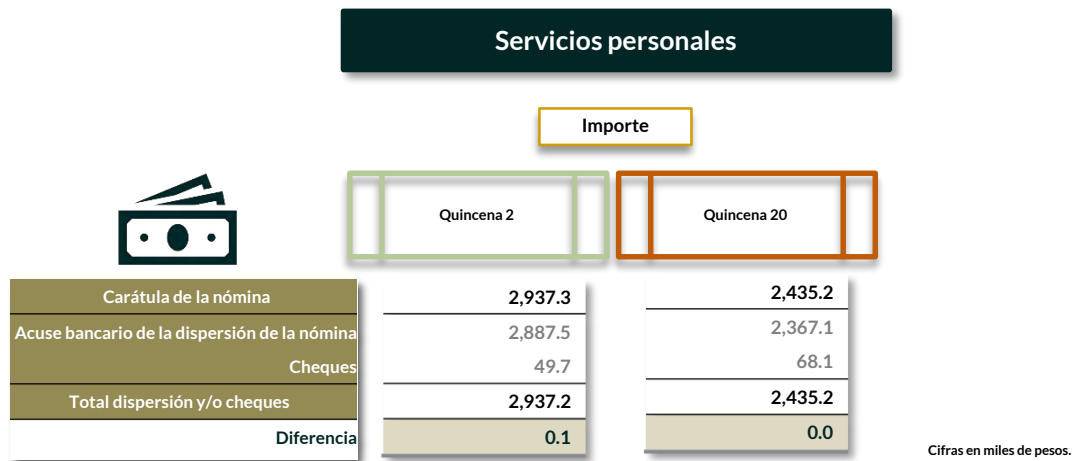 Servicios personales
Importe
Quincena 2 Quincena 20
Carátula de la nómina 2,937.3 2,435.2
Acuse bancario de la dispersión de la nómina 2,887.5 2,367.1
Cheques 49.7 68.1
Total dispersión y/o cheques 2,937.2 2,435.2
Diferencia 0.1 0.0
Cifras en miles de pesos.